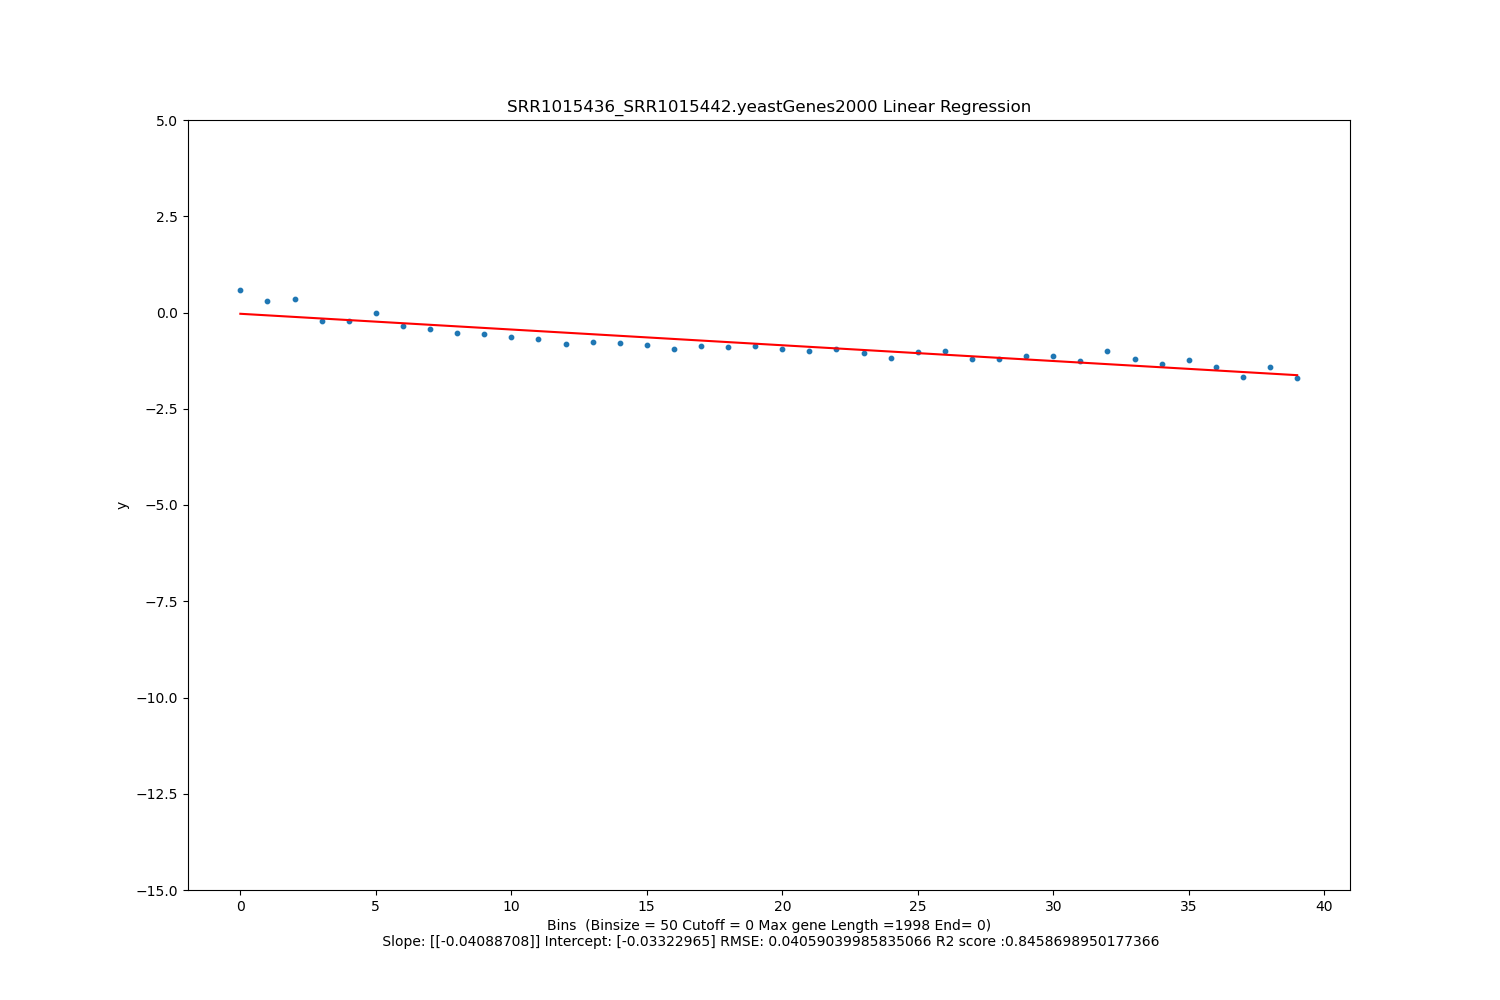 SRR1015436_SRR1015442.yeastGenes2000 Linear Regression
5.0
2.5
0.0
−2.5
−5.0
−7.5
−10.0
−12.5
−15.0
y
0 5 10 15 20 25 30 35 40
Bins  (Binsize = 50 Cutoff = 0 Max gene Length =1998 End= 0)
Slope: [[-0.04088708]] Intercept: [-0.03322965] RMSE: 0.04059039985835066 R2 score :0.8458698950177366